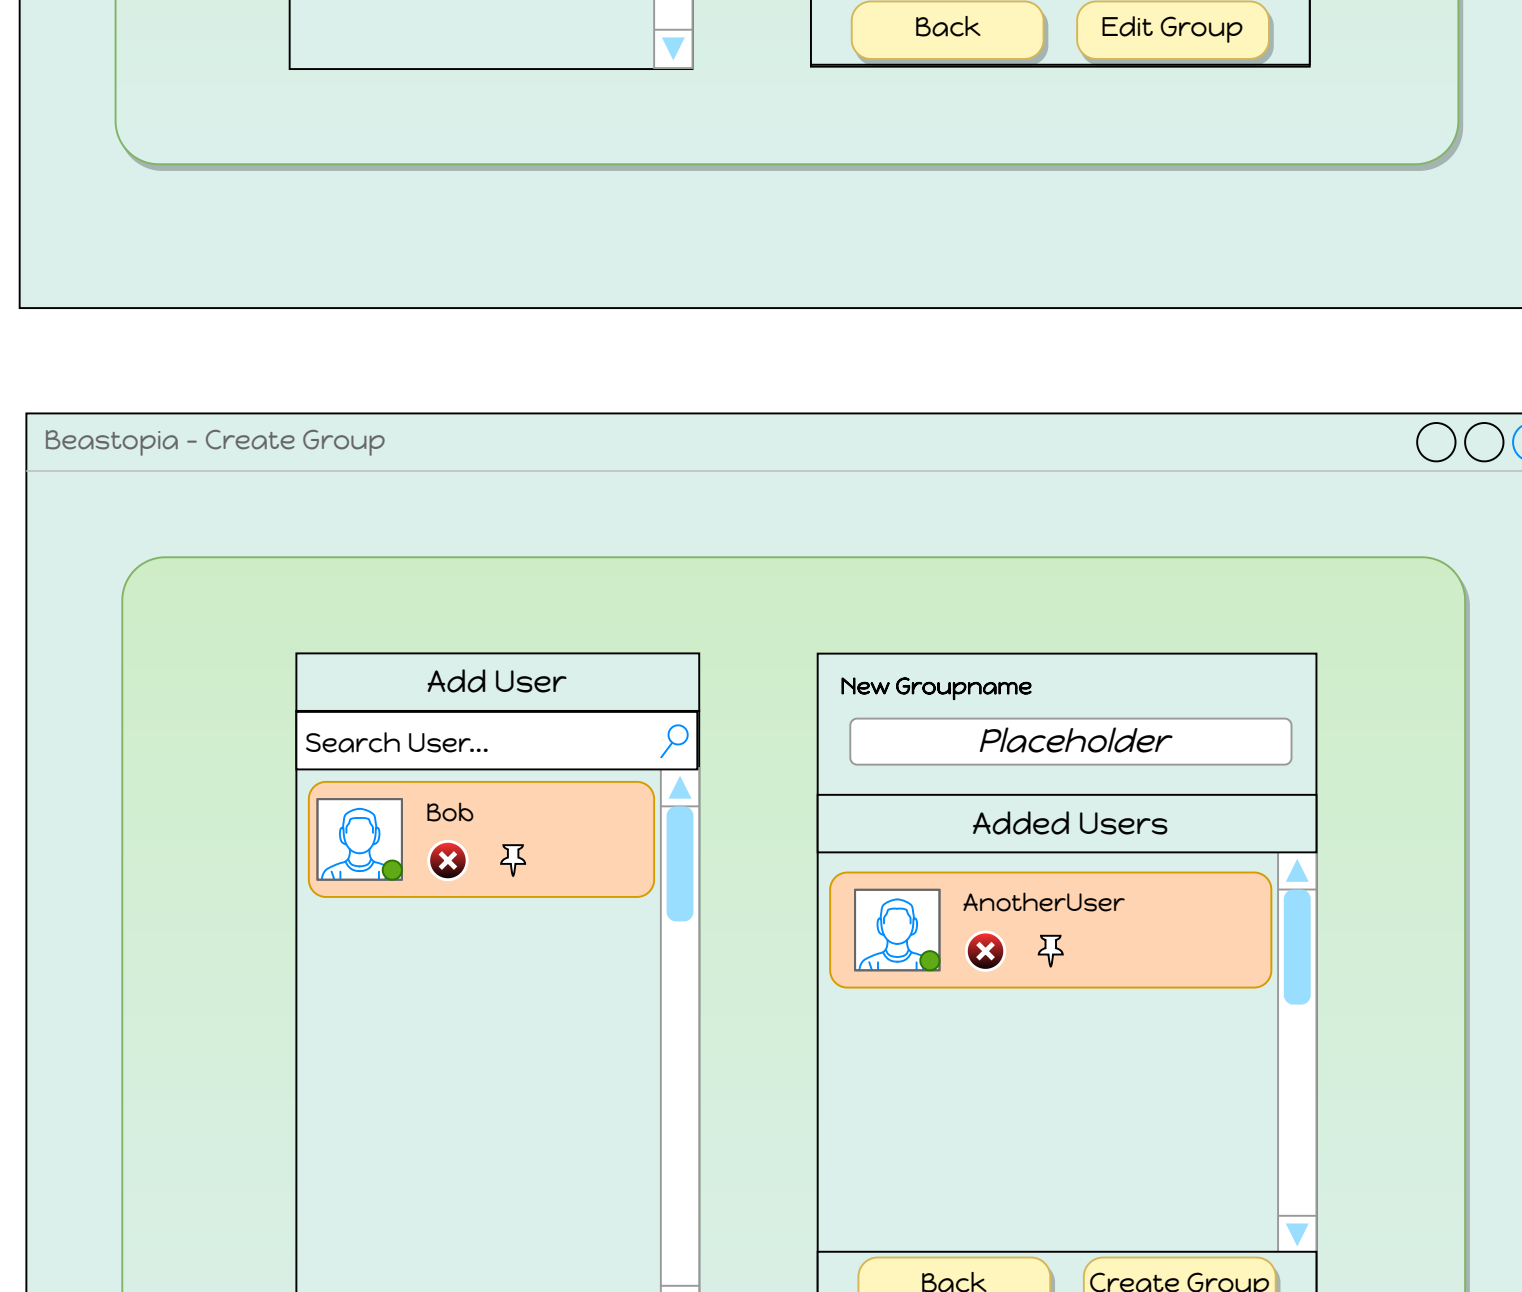 Back
Edit Group
Beastopia - Create Group
Add User
Search User...
Bob
New Groupname
Placeholder
Added Users
AnotherUser
Back
Create Group